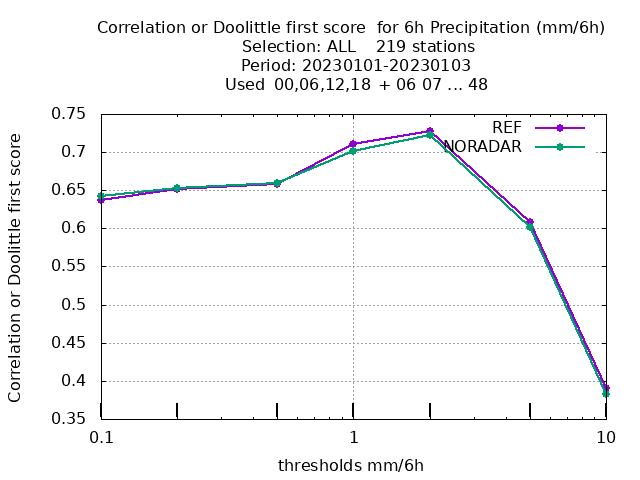 Correlation or Doolittle first score  for 6h Precipitation (mm/6h)
Selection: ALL    219 stations
Period: 20230101-20230103
Used  00,06,12,18  + 06 07 ... 48
REF
NORADAR
Correlation or Doolittle first score
0.75
0.7
0.65
0.6
0.55
0.5
0.45
0.4
0.35
0.1
1
10
thresholds mm/6h